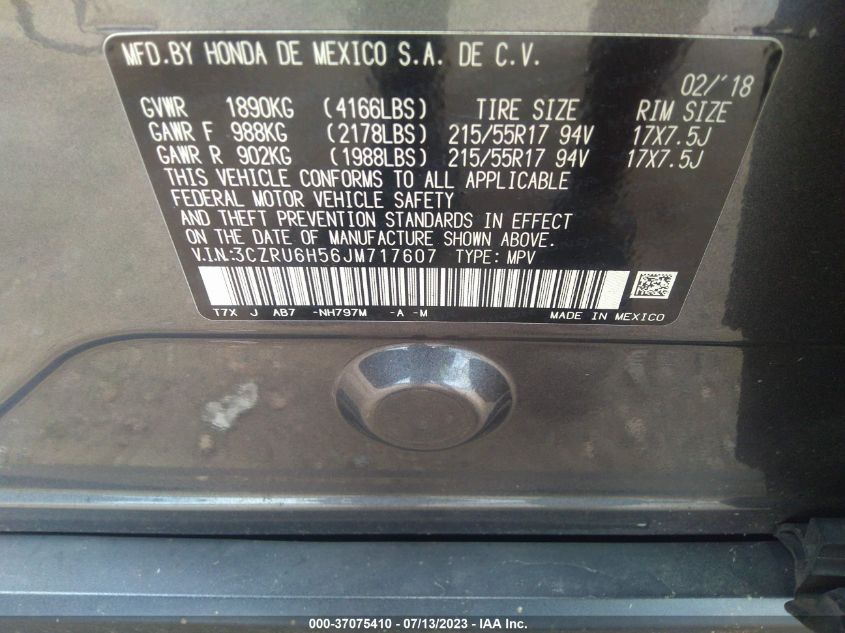 MFD.BY HONDA DE MEXICO S.A. DE C.V.
02/'18
GVWR 1890KG (4166LBS) TIRE SIZE RIM SIZE
GAWR F 988KG (2178LBS) 215/55R17 94V 17X7.5J
GAWR R 902KG (1988LBS) 215/55R17 94V 17X7.5J
THIS VEHICLE CONFORMS TO ALL APPLICABLE
FEDERAL MOTOR VEHICLE SAFETY
AND THEFT PREVENTION STANDARDS IN EFFECT
ON THE DATE OF MANUFACTURE SHOWN ABOVE.
V.I.N:3CZRU6H56JM717607 TYPE: MPV
T7X J AB7 -NH797M -A -M MADE IN MEXICO
000-37075410 - 07/13/2023 - IAA Inc.